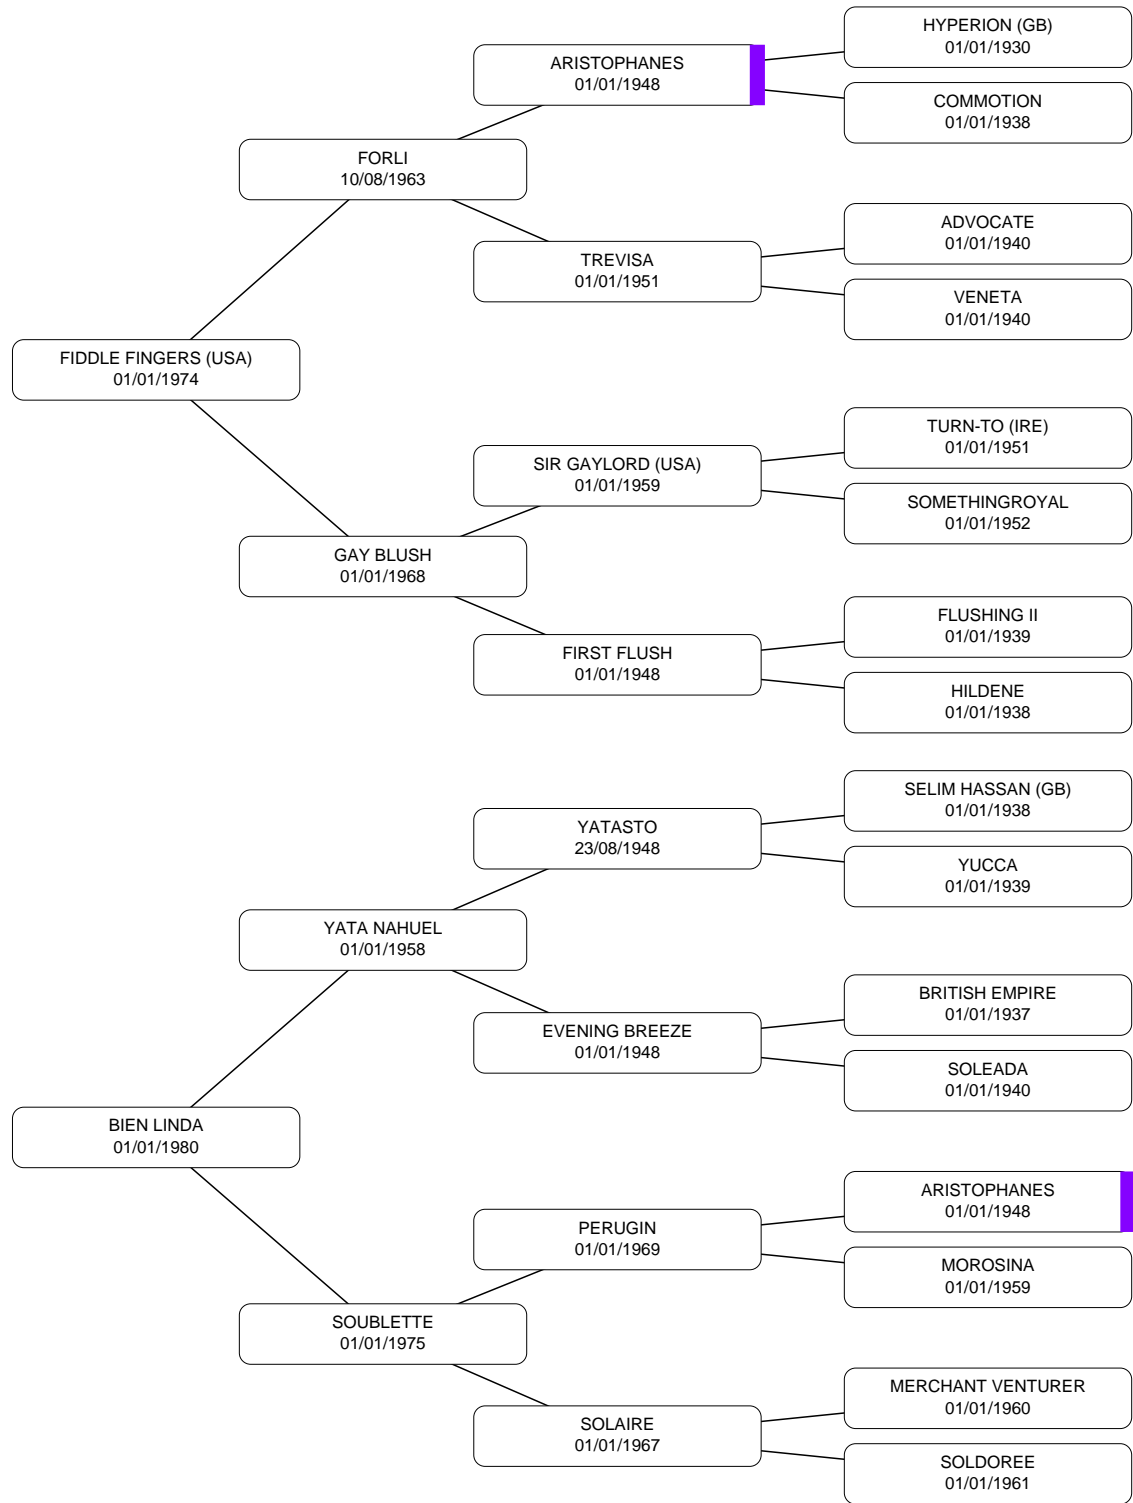 HYPERION (GB)
01/01/1930
ARISTOPHANES
01/01/1948
COMMOTION
01/01/1938
FORLI
10/08/1963
ADVOCATE
01/01/1940
TREVISA
01/01/1951
VENETA
01/01/1940
FIDDLE FINGERS (USA)
01/01/1974
TURN-TO (IRE)
01/01/1951
SIR GAYLORD (USA)
01/01/1959
SOMETHINGROYAL
01/01/1952
GAY BLUSH
01/01/1968
FLUSHING II
01/01/1939
FIRST FLUSH
01/01/1948
HILDENE
01/01/1938
SELIM HASSAN (GB)
01/01/1938
YATASTO
23/08/1948
YUCCA
01/01/1939
YATA NAHUEL
01/01/1958
BRITISH EMPIRE
01/01/1937
EVENING BREEZE
01/01/1948
SOLEADA
01/01/1940
BIEN LINDA
01/01/1980
ARISTOPHANES
01/01/1948
PERUGIN
01/01/1969
MOROSINA
01/01/1959
SOUBLETTE
01/01/1975
MERCHANT VENTURER
01/01/1960
SOLAIRE
01/01/1967
SOLDOREE
01/01/1961